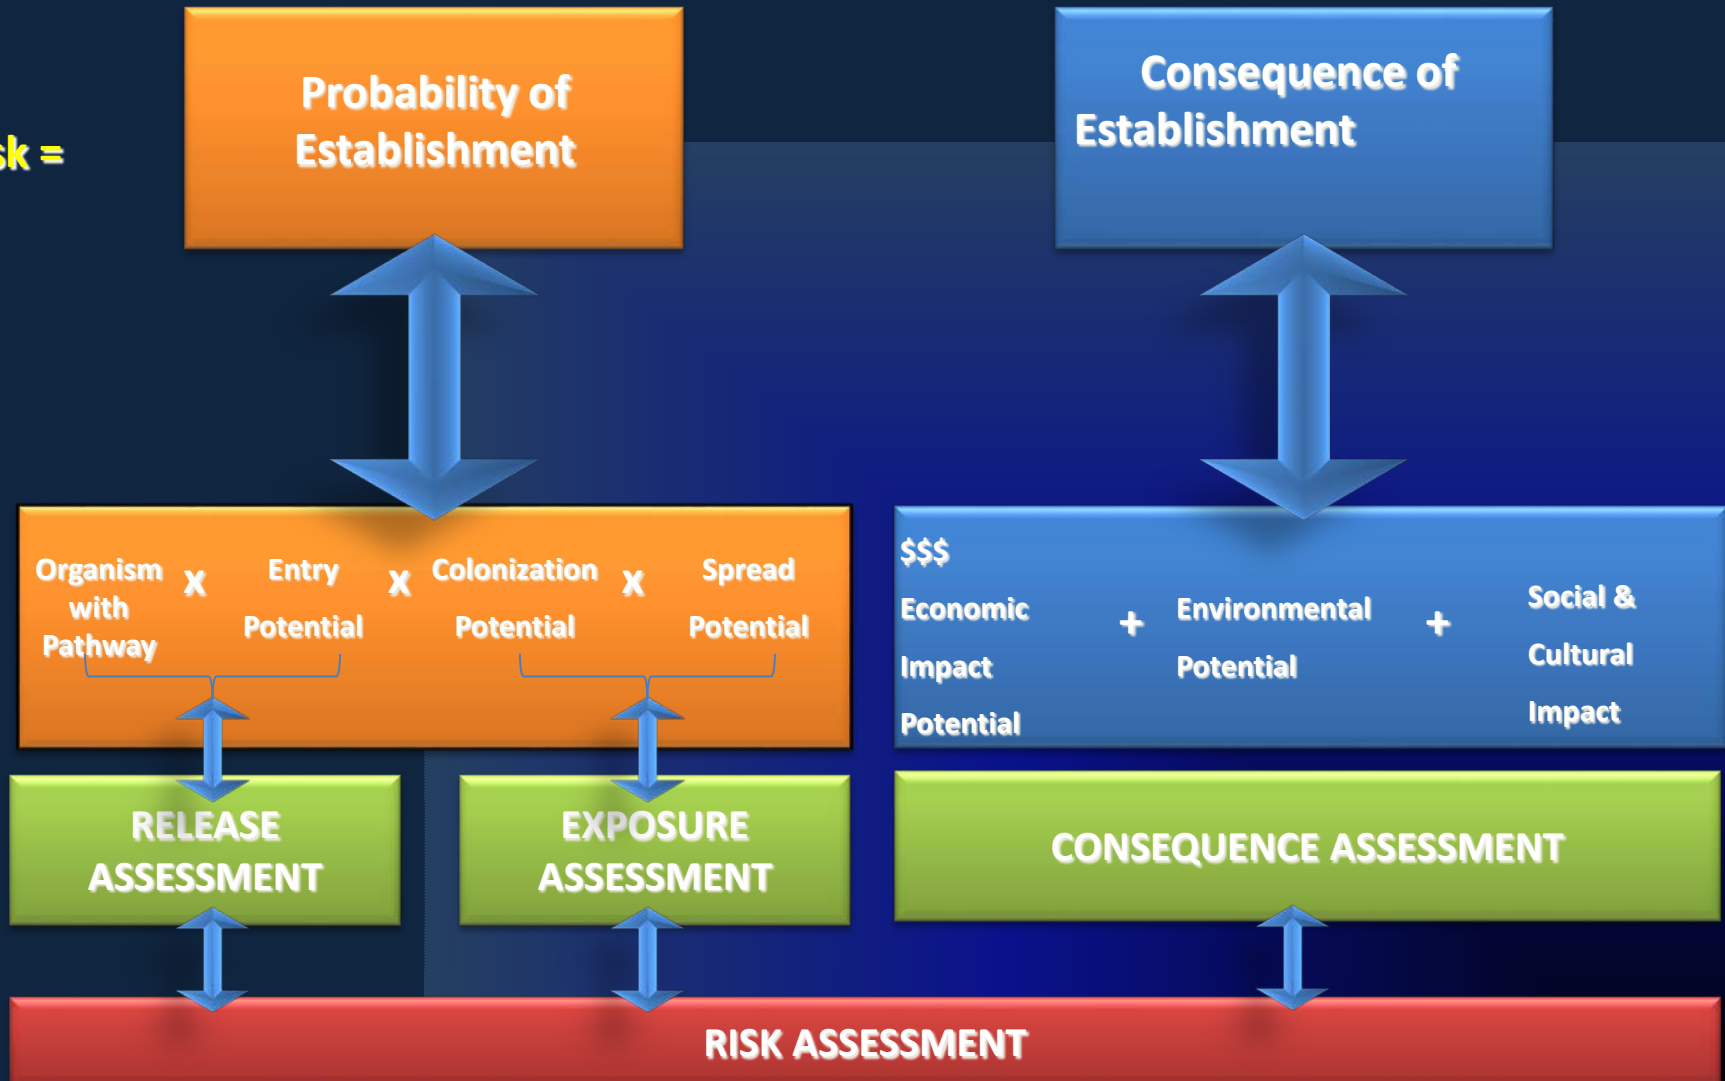 sk =
Probability of
Establishment
Consequence of
Establishment
Organism
with
Pathway
x
Entry
Potential
x
Colonization
Potential
x
Spread
Potential
$$$
Economic
Impact
Potential
+
Environmental
Potential
+
Social &
Cultural
Impact
RELEASE
ASSESSMENT
EXPOSURE
ASSESSMENT
CONSEQUENCE ASSESSMENT
RISK ASSESSMENT